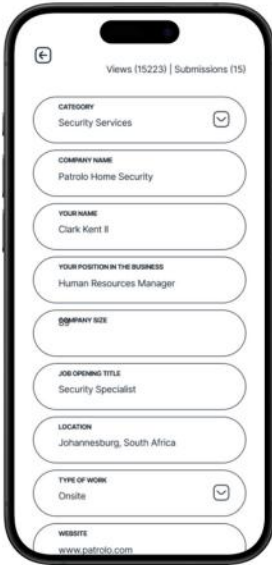 Views (15223) | Submissions (15)
CATEGORY
Security Services
COMPANY NAME
Patrolo Home Security
YOUR NAME
Clark Kent II
YOUR POSITION IN THE BUSINESS
Human Resources Manager
COMPANY SIZE
JOB OPENING TITLE
Security Specialist
LOCATION
Johannesburg, South Africa
TYPE OF WORK
Onsite
WEBSITE
www.patrolo.com